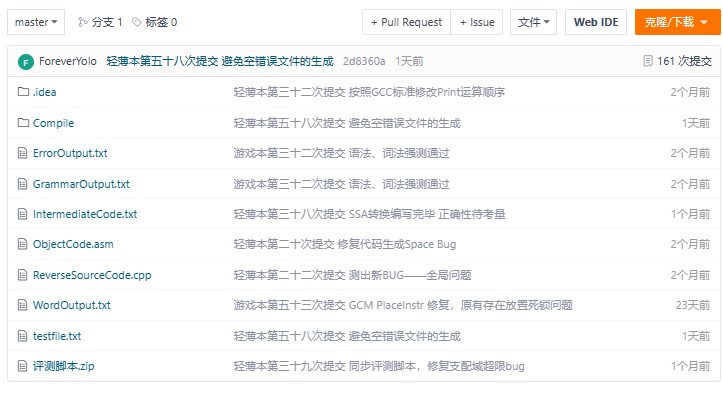 master 分支 1 标签 0 + Pull Request + Issue 文件 Web IDE 克隆/下载
F ForeverYolo 轻薄本第五十八次提交 避免空错误文件的生成 2d8360a 1天前 161 次提交
.idea 轻薄本第三十二次提交 按照GCC标准修改Print运算顺序 2个月前
Compile 轻薄本第五十八次提交 避免空错误文件的生成 1天前
ErrorOutput.txt 游戏本第三十二次提交 语法、词法强测通过 2个月前
GrammarOutput.txt 游戏本第三十二次提交 语法、词法强测通过 2个月前
IntermediateCode.txt 轻薄本第三十八次提交 SSA转换编写完毕 正确性待考量 1个月前
ObjectCode.asm 轻薄本第二十次提交 修复代码生成Space Bug 2个月前
ReverseSourceCode.cpp 轻薄本第二十二次提交 测出新BUG——全局问题 2个月前
WordOutput.txt 游戏本第五十三次提交 GCM PlaceInstr 修复，原有存在放置死锁问题 23天前
testfile.txt 轻薄本第五十八次提交 避免空错误文件的生成 1天前
评测脚本.zip 轻薄本第三十九次提交 同步评测脚本，修复支配域超限bug 1个月前